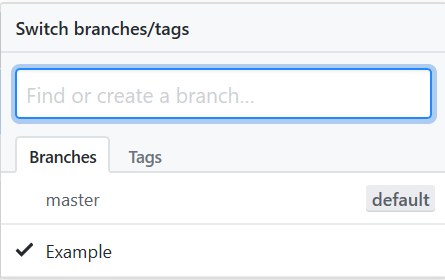 Switch branches/tags
Find or create a branch...
Branches Tags
master default
Example